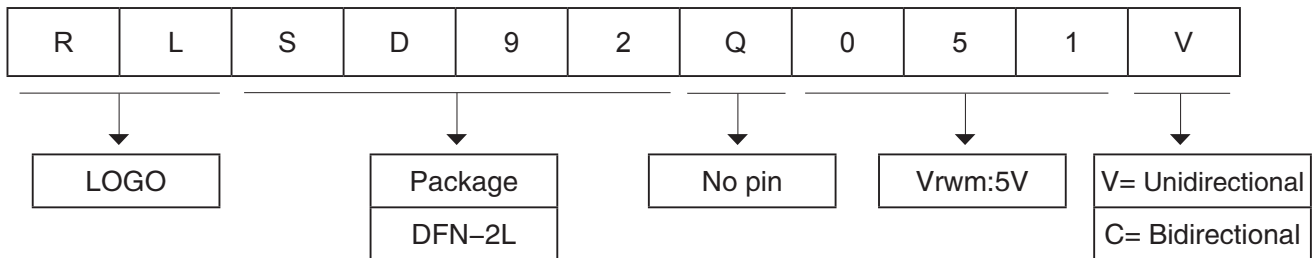 R L S D 9 2 Q 0 5 1 V
LOGO Package No pin Vrwm:5V V= Unidirectional
DFN–2L C= Bidirectional